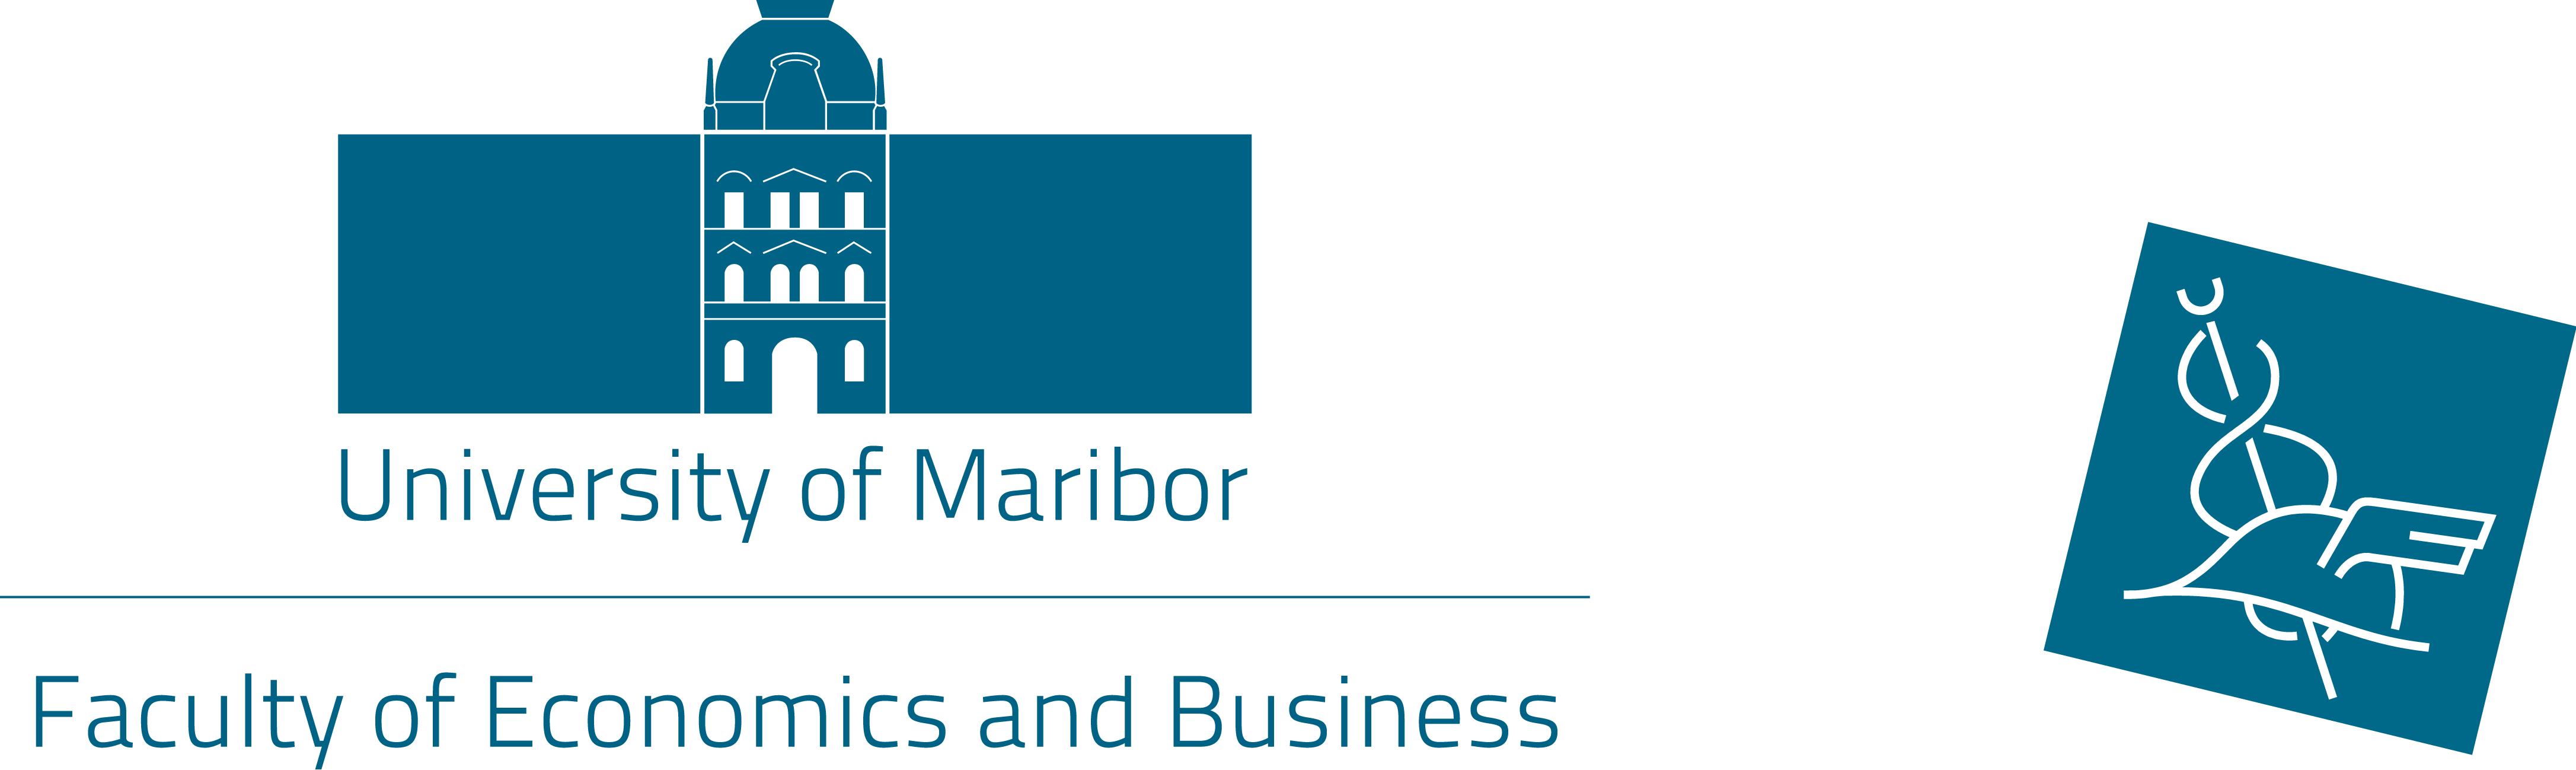 University of Maribor
Faculty of Economics and Business